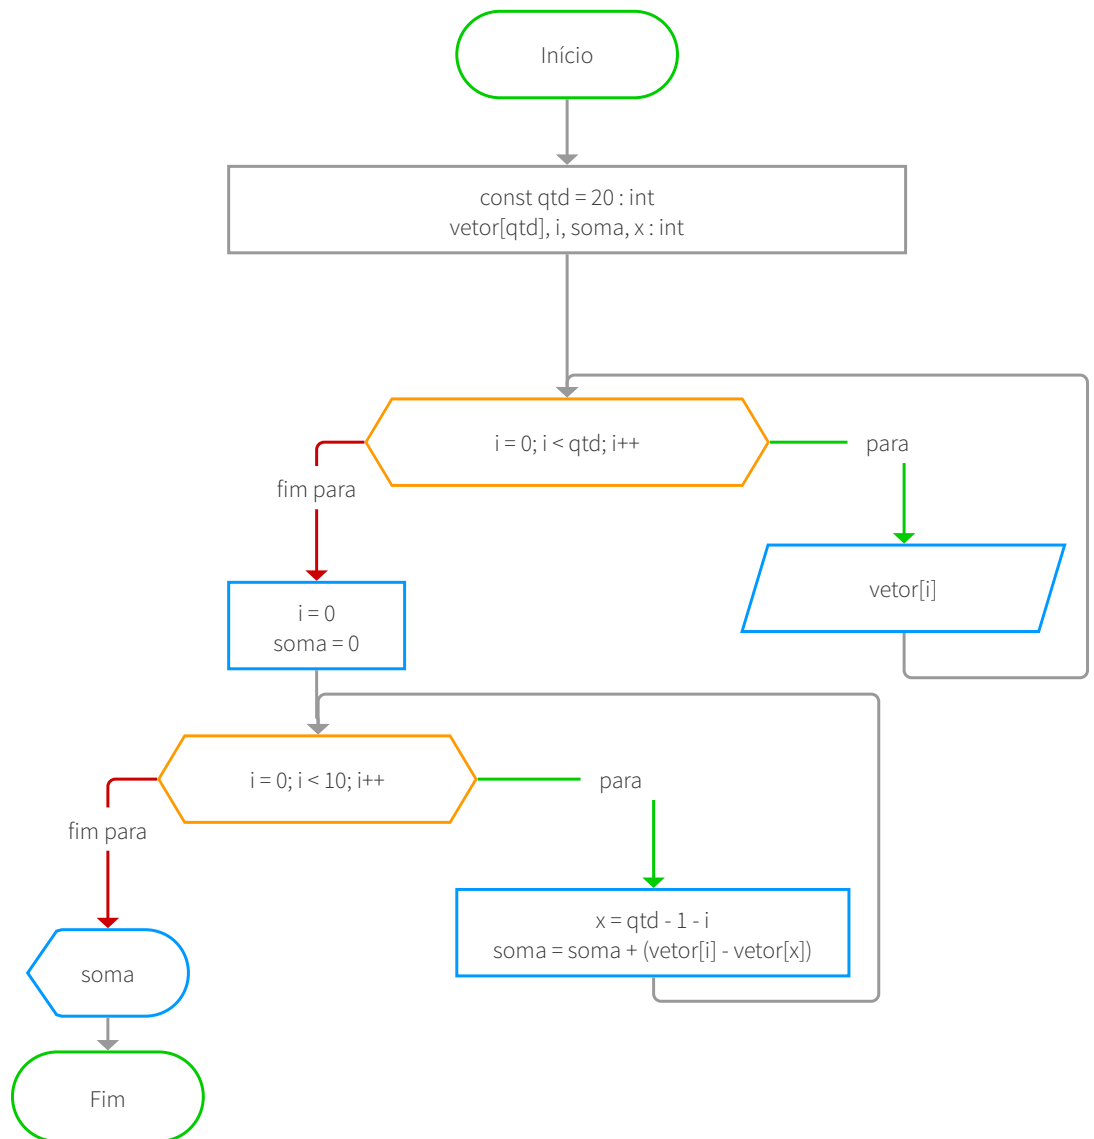 Início
const qtd = 20 : int
vetor[qtd], i, soma, x : int
i = 0; i < qtd; i++
para
fim para
vetor[i]
i = 0
soma = 0
i = 0; i < 10; i++
para
fim para
x = qtd - 1 - i
soma = soma + (vetor[i] - vetor[x])
soma
Fim